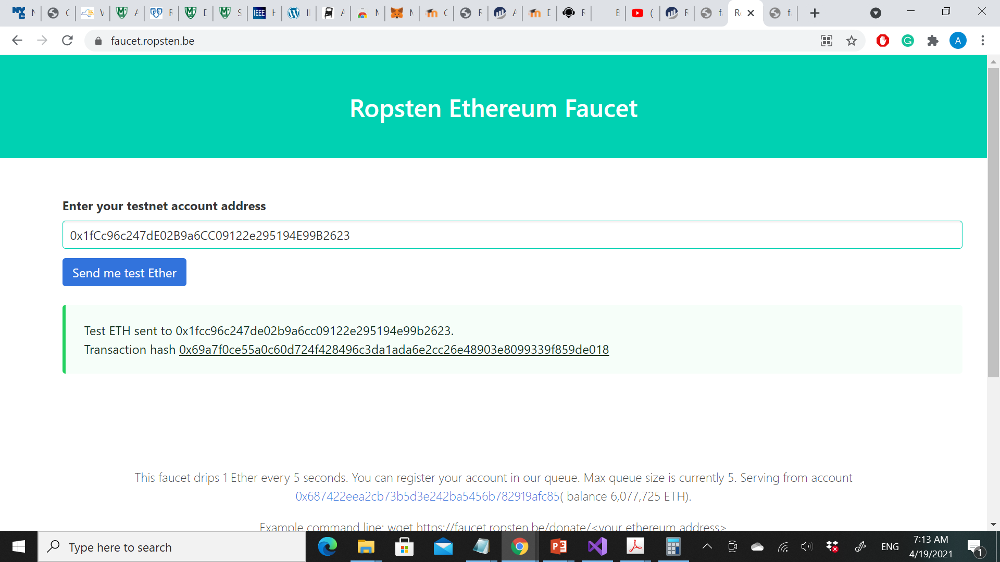 faucet.ropsten.be
Ropsten Ethereum Faucet
Enter your testnet account address
0x1fCc96c247dE02B9a6CC09122e295194E99B2623
Send me test Ether
Test ETH sent to 0x1fcc96c247de02b9a6cc09122e295194e99b2623.
Transaction hash 0x69a7f0ce55a0c60d724f428496c3da1ada6e2cc26e48903e8099339f859de018
This faucet drips 1 Ether every 5 seconds. You can register your account in our queue. Max queue size is currently 5. Serving from account
0x687422eea2cb73b5d3e242ba5456b782919afc85( balance 6,077,725 ETH).
Example command line: wget https://faucet.ropsten.be/donate/<your ethereum address>
Type here to search
ENG
7:13 AM
4/19/2021
1